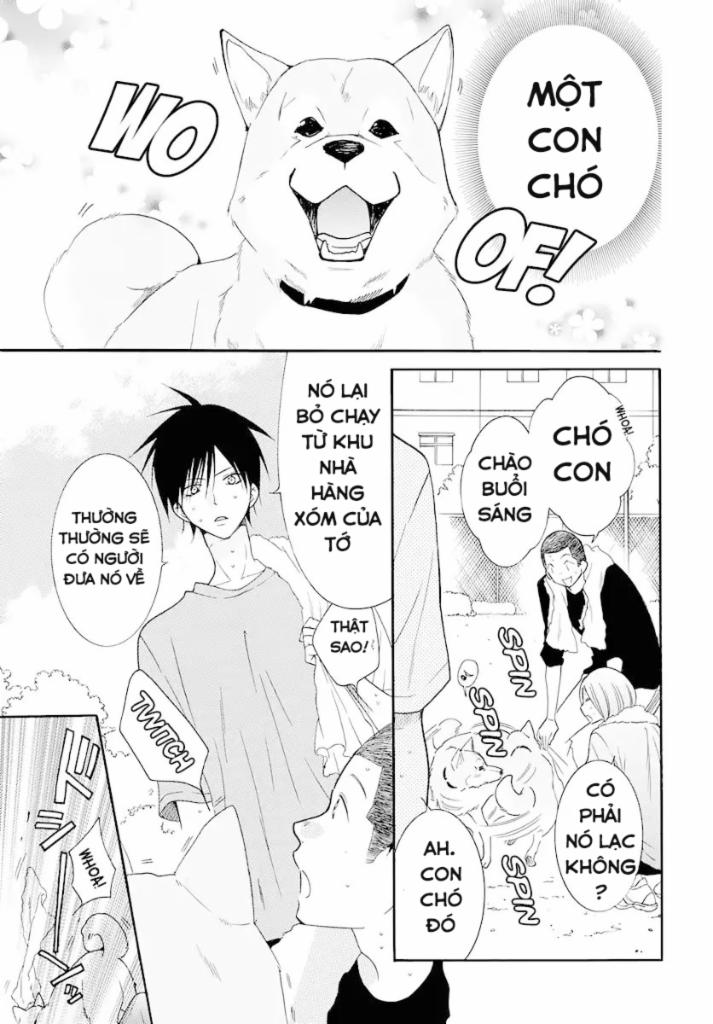 MỘT
CON
CHÓ
WO
OF!
WHOA!
CHÓ
CON
CHÀO
BUỔI
SÁNG
SPIN
SPIN
SPIN
CÓ
PHẢI
NÓ LẠC
KHÔNG
?
AH.
CON
CHÓ
ĐÓ
NÓ LẠI
BỎ CHẠY
TỪ KHU
NHÀ
HÀNG
XÓM CỦA
TỚ
THẬT
SAO!
THƯỜNG
THƯỜNG SẼ
CÓ NGƯỜI
ĐƯA NÓ VỀ
TWITCH
WHOA!